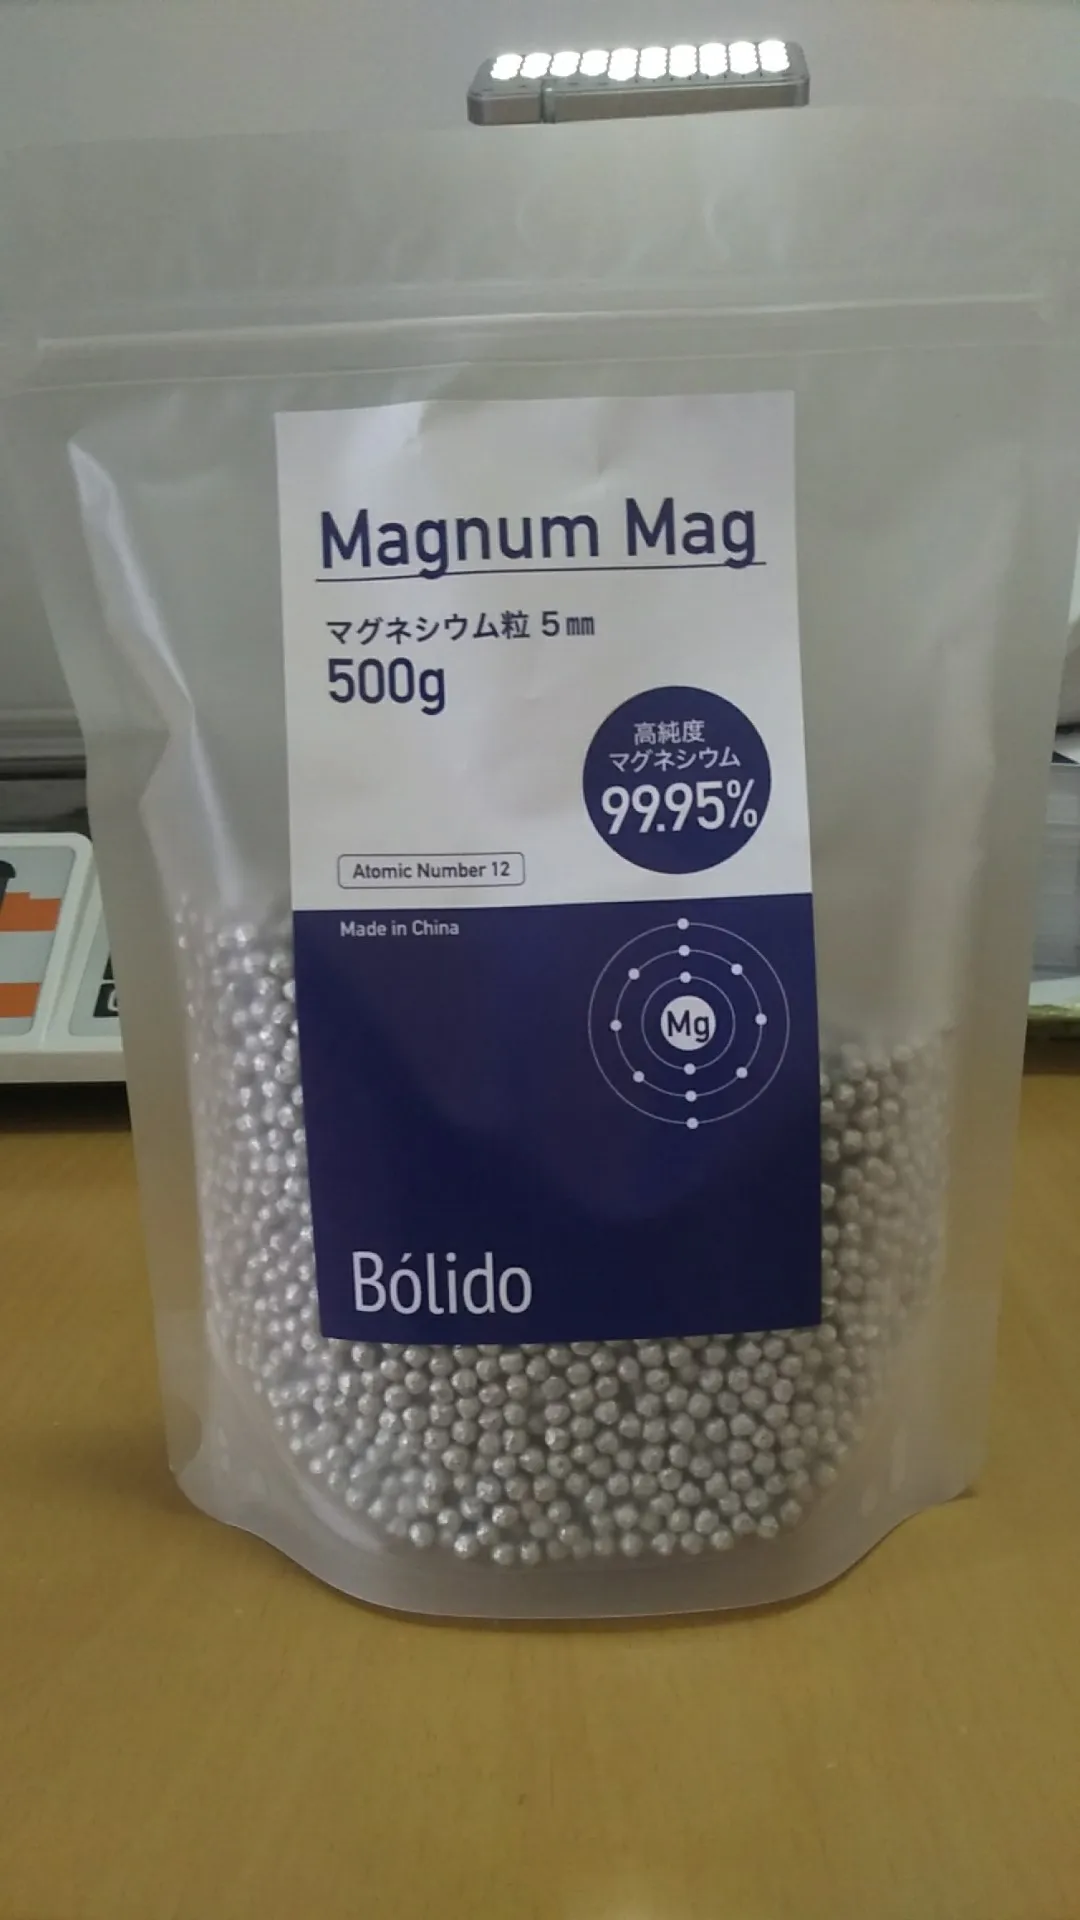 Magnum Mag
マグネシウム粒 5㎜
500g
高純度
マグネシウム
99.95%
Atomic Number 12
Made in China
Mg
Bólido